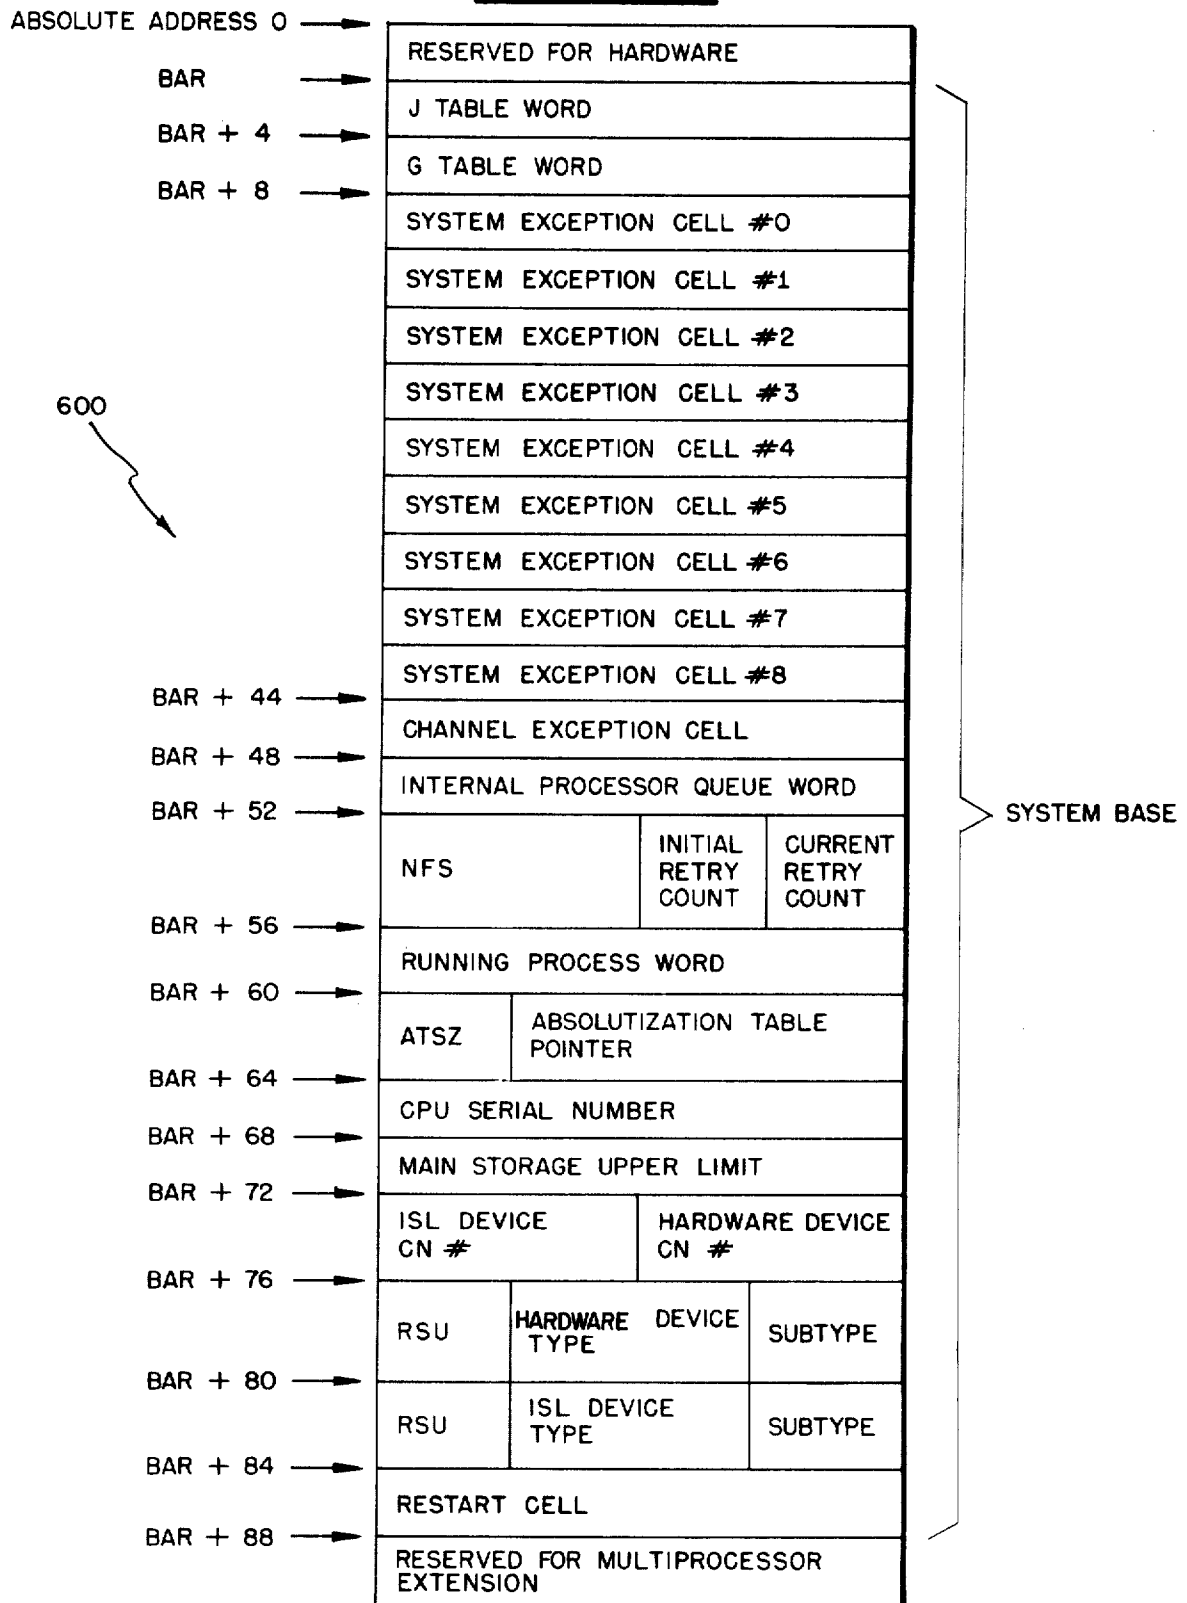 ABSOLUTE ADDRESS 0
RESERVED FOR HARDWARE
BAR
J TABLE WORD
BAR + 4
G TABLE WORD
BAR + 8
SYSTEM EXCEPTION CELL #0
SYSTEM EXCEPTION CELL #1
SYSTEM EXCEPTION CELL #2
SYSTEM EXCEPTION CELL #3
600
SYSTEM EXCEPTION CELL #4
SYSTEM EXCEPTION CELL #5
SYSTEM EXCEPTION CELL #6
SYSTEM EXCEPTION CELL #7
SYSTEM EXCEPTION CELL #8
BAR + 44
CHANNEL EXCEPTION CELL
BAR + 48
INTERNAL PROCESSOR QUEUE WORD
BAR + 52
SYSTEM BASE
NFS
INITIAL
RETRY
COUNT
CURRENT
RETRY
COUNT
BAR + 56
RUNNING PROCESS WORD
BAR + 60
ATSZ
ABSOLUTIZATION TABLE
POINTER
BAR + 64
CPU SERIAL NUMBER
BAR + 68
MAIN STORAGE UPPER LIMIT
BAR + 72
ISL DEVICE
CN #
HARDWARE DEVICE
CN #
BAR + 76
RSU
HARDWARE DEVICE
TYPE
SUBTYPE
BAR + 80
RSU
ISL DEVICE
TYPE
SUBTYPE
BAR + 84
RESTART CELL
BAR + 88
RESERVED FOR MULTIPROCESSOR
EXTENSION